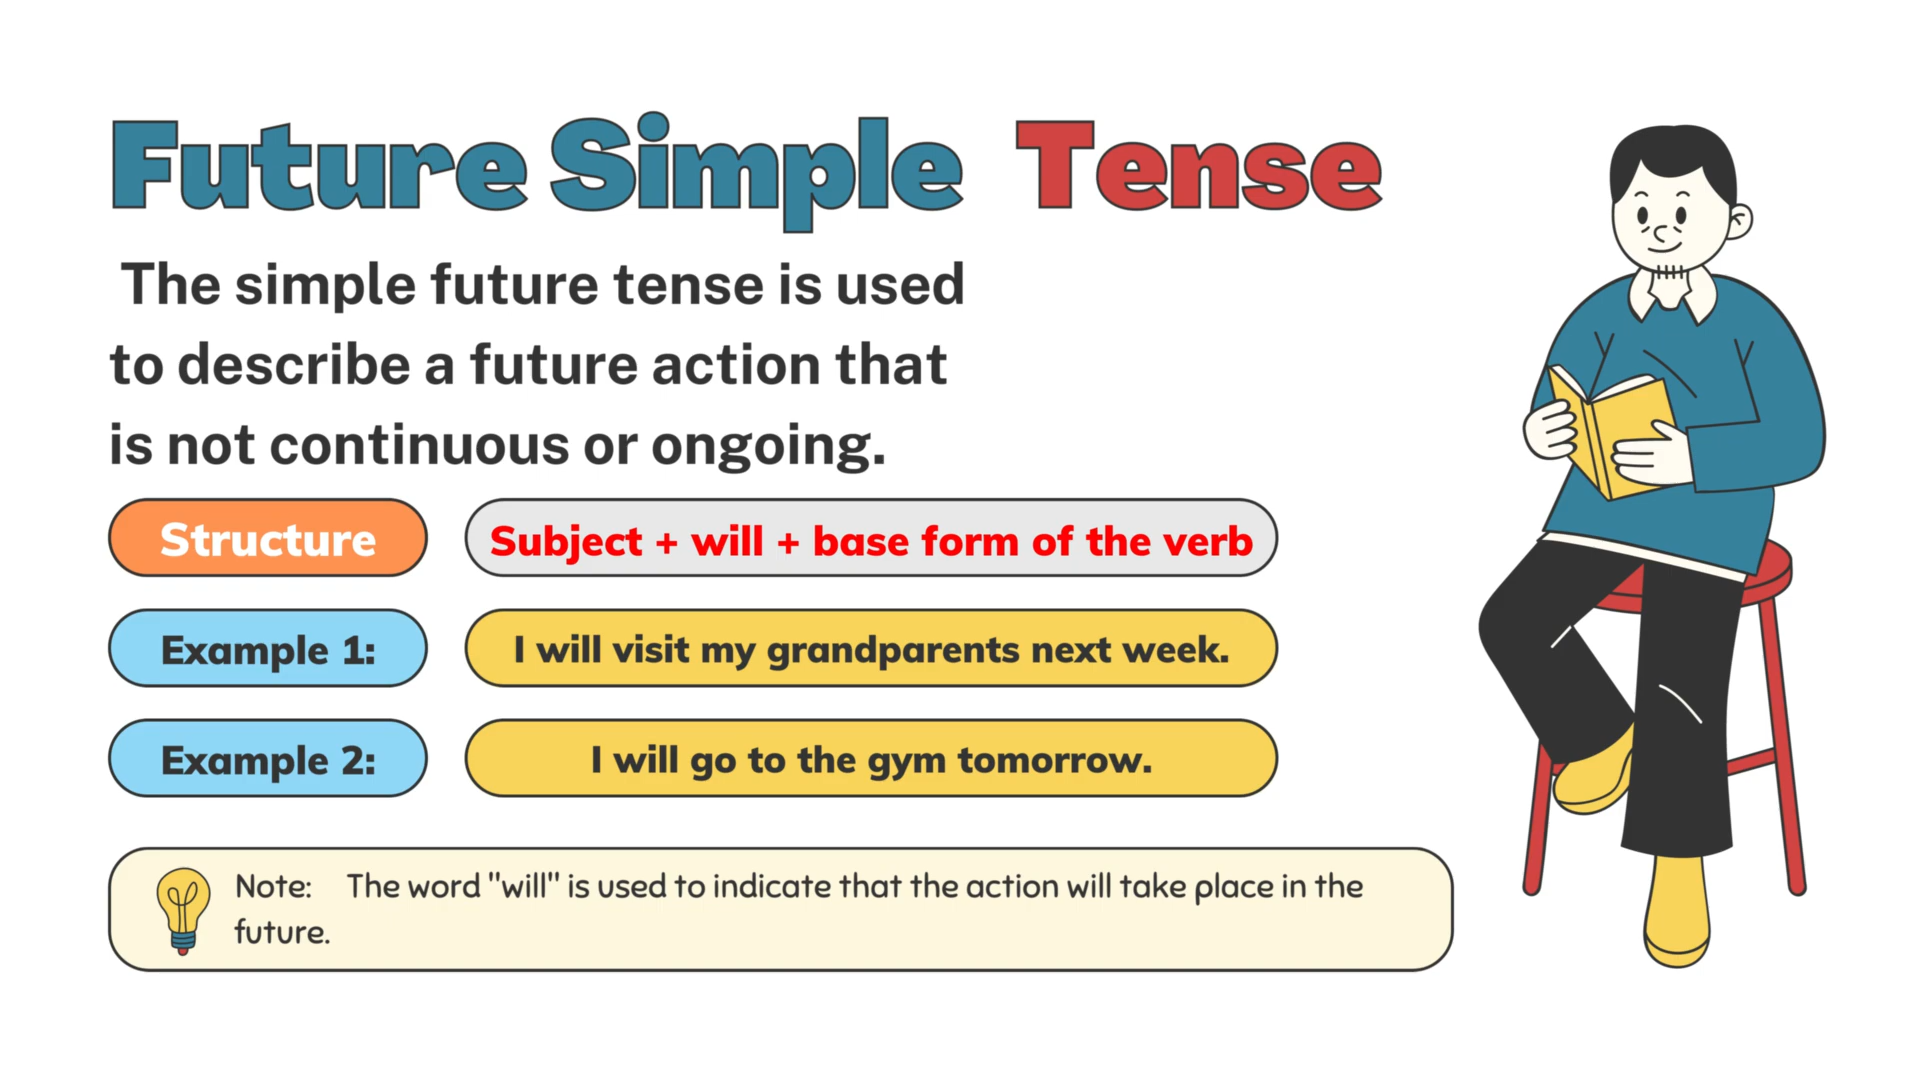 Future Simple Tense
The simple future tense is used
to describe a future action that
is not continuous or ongoing.
Structure
Subject + will + base form of the verb
Example 1:
I will visit my grandparents next week.
Example 2:
I will go to the gym tomorrow.
Note: The word "will" is used to indicate that the action will take place in the
future.